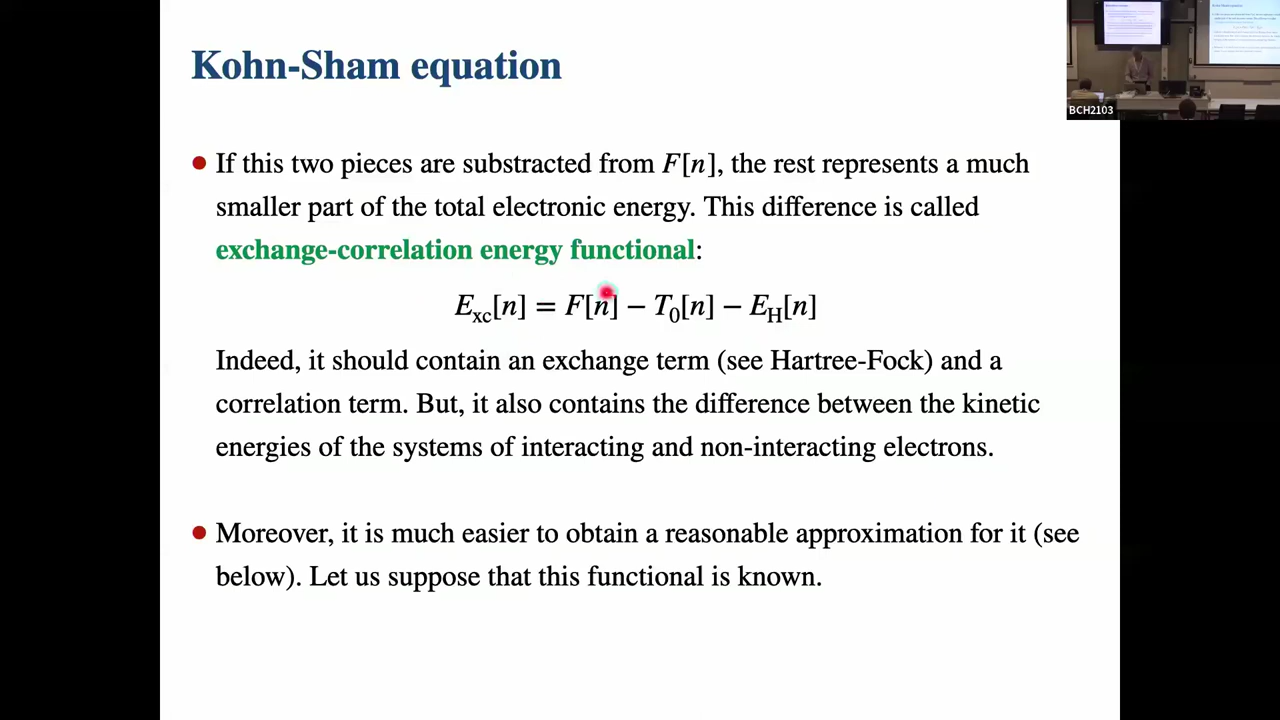 Kohn-Sham equation
BCH2103
● If this two pieces are substracted from F[n], the rest represents a much
smaller part of the total electronic energy. This difference is called
exchange-correlation energy functional:
E_xc[n] = F[n] − T_0[n] − E_H[n]
Indeed, it should contain an exchange term (see Hartree-Fock) and a
correlation term. But, it also contains the difference between the kinetic
energies of the systems of interacting and non-interacting electrons.
● Moreover, it is much easier to obtain a reasonable approximation for it (see
below). Let us suppose that this functional is known.